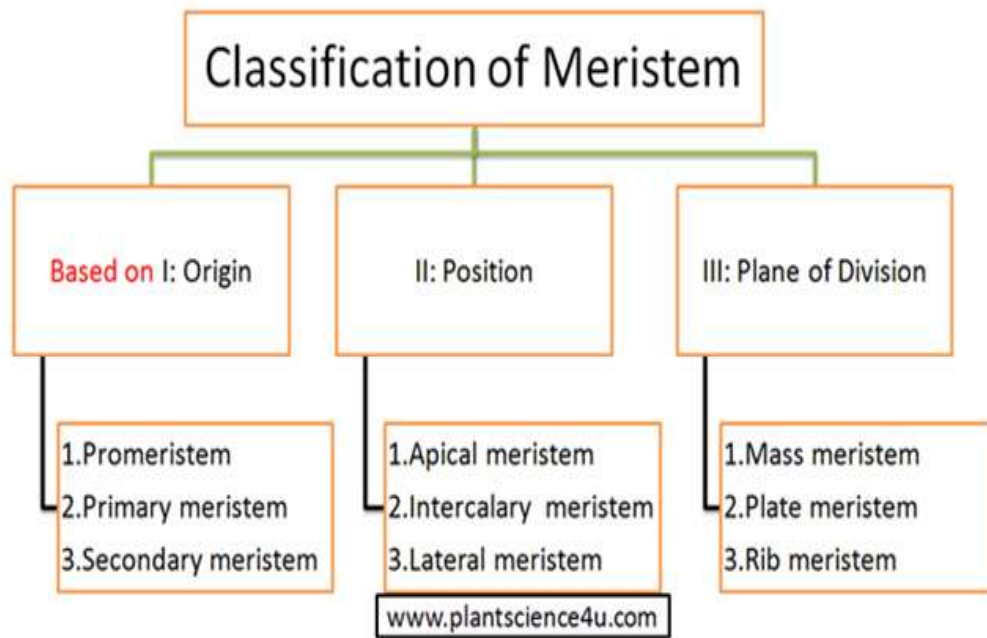 Classification of Meristem
Based on I: Origin
1.Promeristem
2.Primary meristem
3.Secondary meristem
II: Position
1.Apical meristem
2.Intercalary meristem
3.Lateral meristem
III: Plane of Division
1.Mass meristem
2.Plate meristem
3.Rib meristem
www.plantscience4u.com